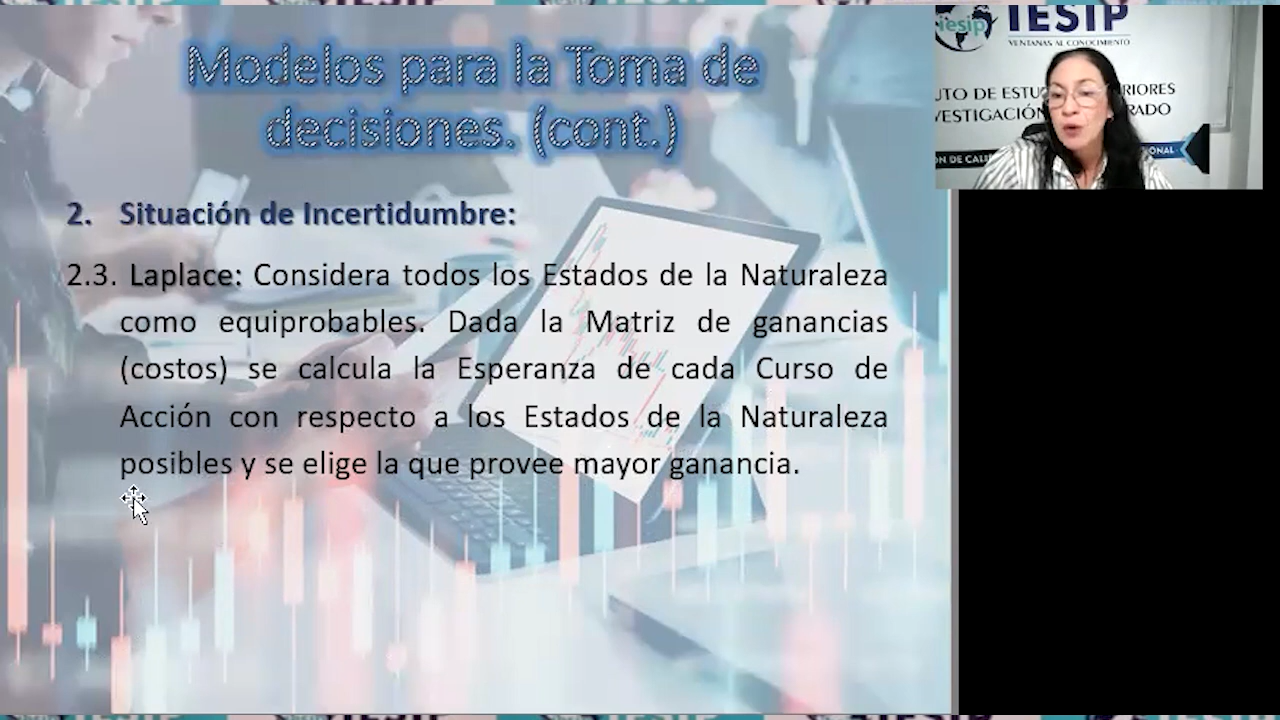 Modelos para la Toma de
decisiones. (cont.)
2. Situación de Incertidumbre:
2.3. Laplace: Considera todos los Estados de la Naturaleza
como equiprobables. Dada la Matriz de ganancias
(costos) se calcula la Esperanza de cada Curso de
Acción con respecto a los Estados de la Naturaleza
posibles y se elige la que provee mayor ganancia.
iesip
IESIP
VENTANAS AL CONOCIMIENTO